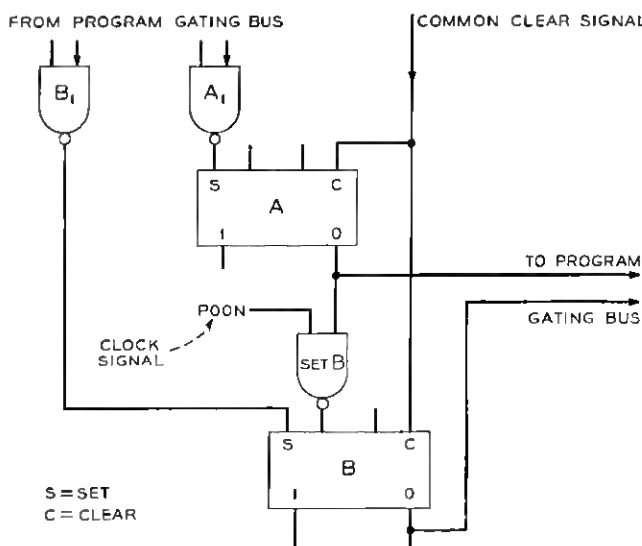 FROM PROGRAM GATING BUS
COMMON CLEAR SIGNAL
B1
A1
S
C
A
1
0
TO PROGRAM
GATING BUS
POON
CLOCK
SIGNAL
SET B
S
C
B
1
0
S = SET
C = CLEAR